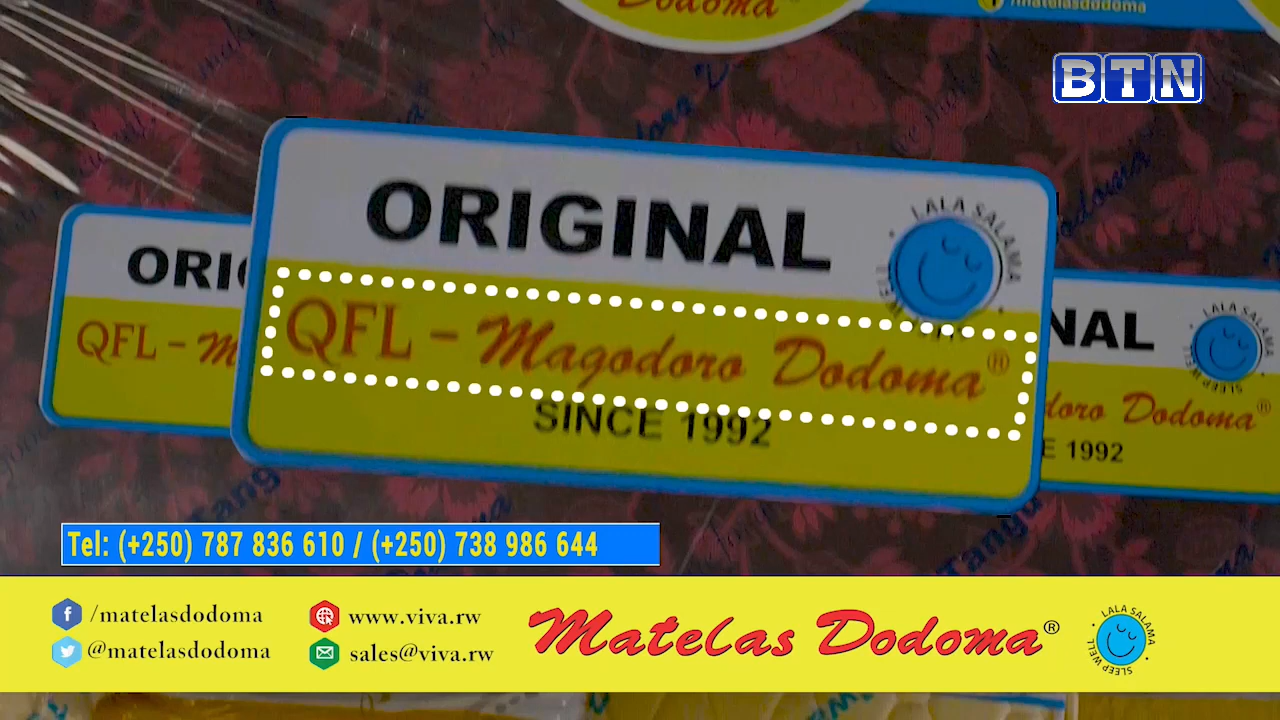 Dodoma®
/matelasdodoma
BTN
ORIGINAL
LALA SALAMA
QFL - Magodoro Dodoma®
SINCE 1992
QFL - M
NAL
LALA SALAMA
SLEEP WELL
doro Dodoma®
E 1992
Tel: (+250) 787 836 610 / (+250) 738 986 644
/matelasdodoma
www.viva.rw
@matelasdodoma
sales@viva.rw
Matelas Dodoma®
LALA SALAMA
SLEEP WELL